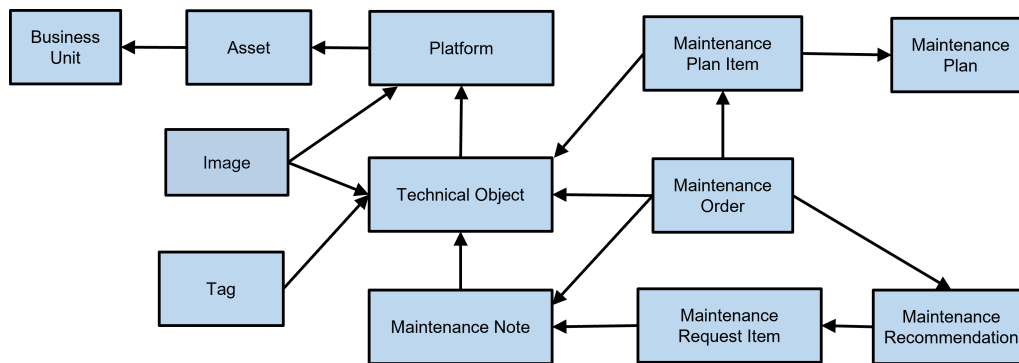 Business
Unit
Asset
Platform
Maintenance
Plan Item
Maintenance
Plan
Image
Technical Object
Maintenance
Order
Tag
Maintenance Note
Maintenance
Request Item
Maintenance
Recommendation